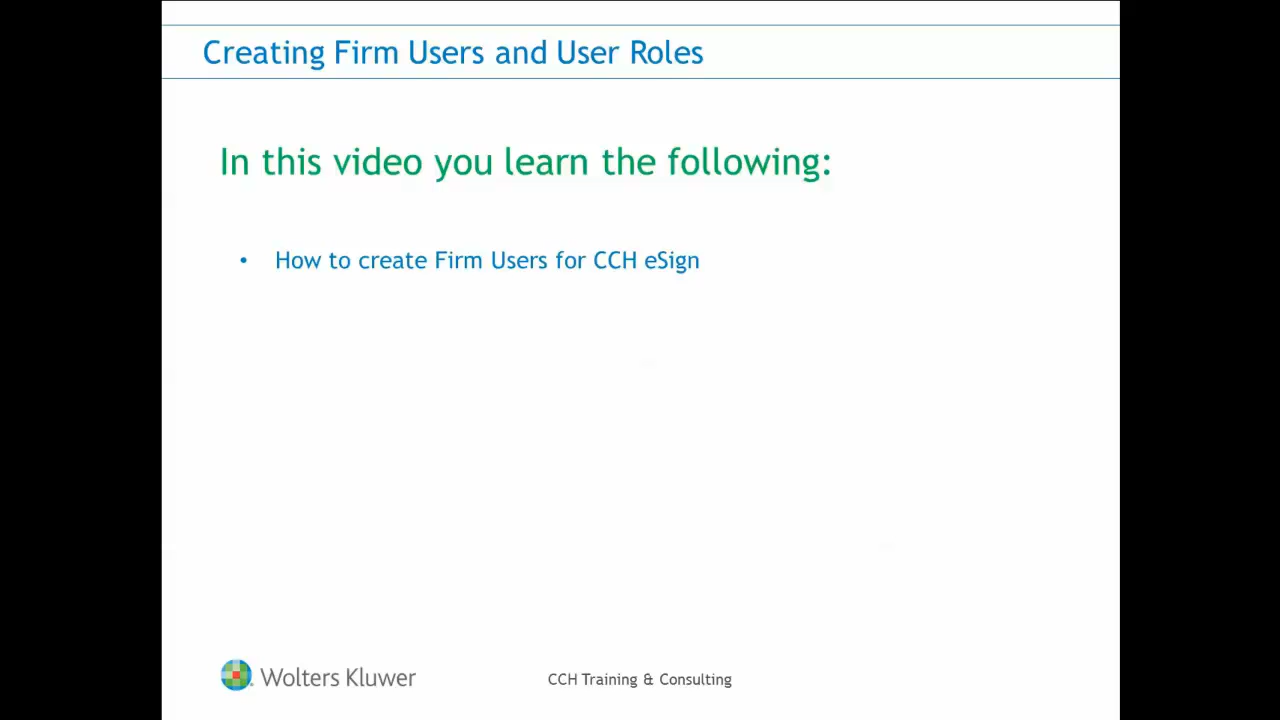 Creating Firm Users and User Roles
In this video you learn the following:
• How to create Firm Users for CCH eSign
Wolters Kluwer
CCH Training & Consulting